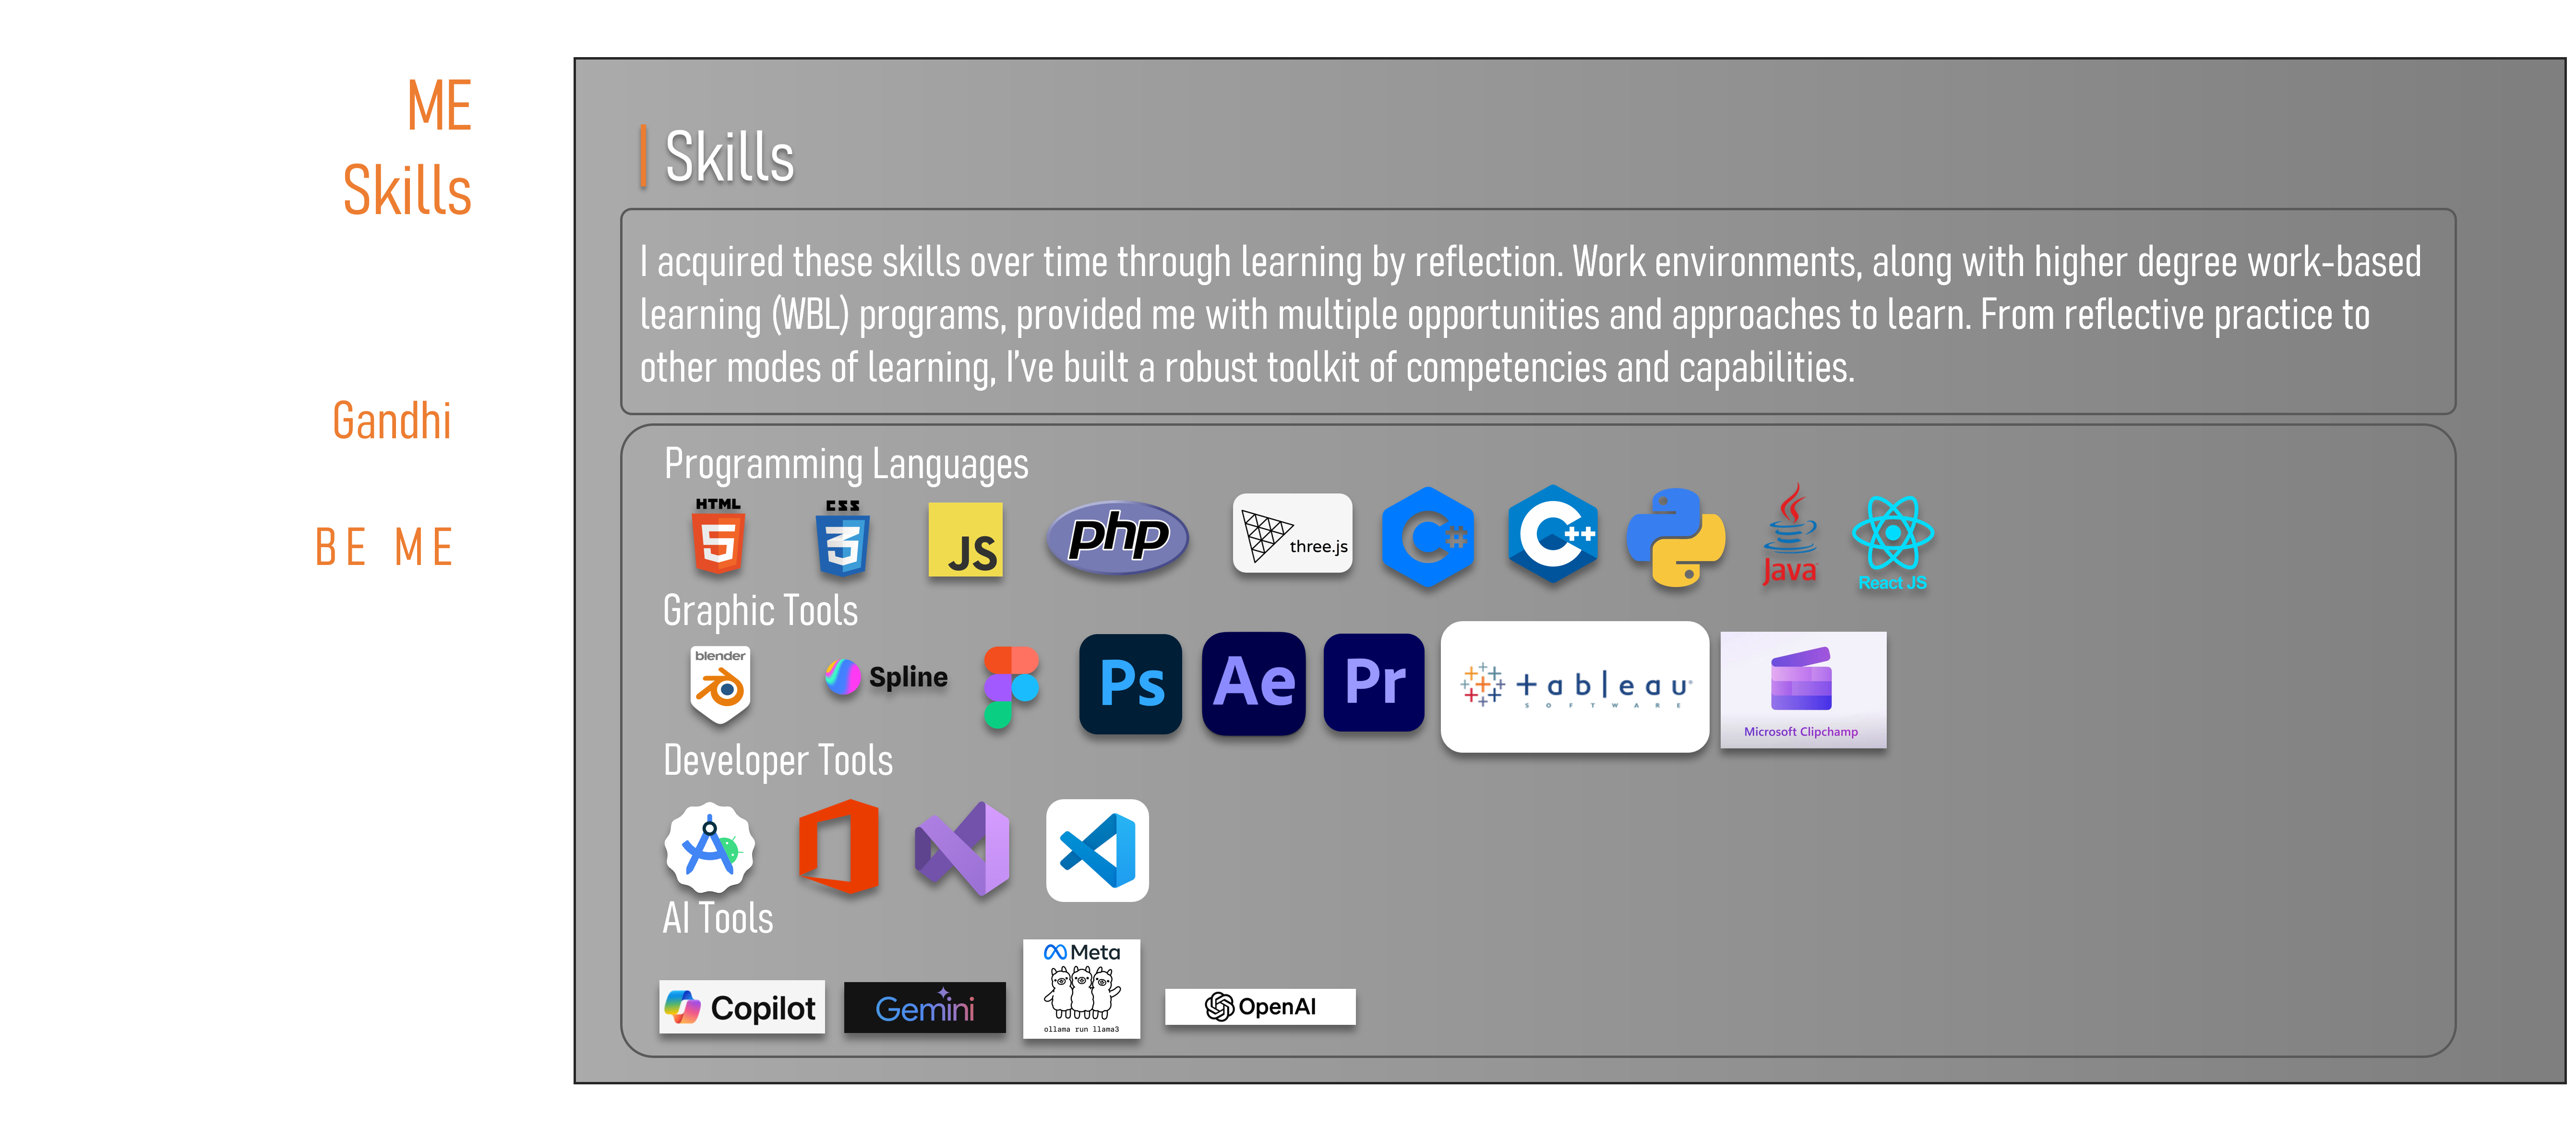 ME
Skills
Gandhi
BE ME
Skills
I acquired these skills over time through learning by reflection. Work environments, along with higher degree work-based
learning (WBL) programs, provided me with multiple opportunities and approaches to learn. From reflective practice to
other modes of learning, I've built a robust toolkit of competencies and capabilities.
Programming Languages
HTML
5
CSS
3
JS
php
three.js
C#
C++
Java
React JS
Graphic Tools
blender
Spline
Ps
Ae
Pr
tableau
SOFTWARE
Microsoft Clipchamp
Developer Tools
AI Tools
Copilot
Gemini
Meta
ollama run llama3
OpenAI